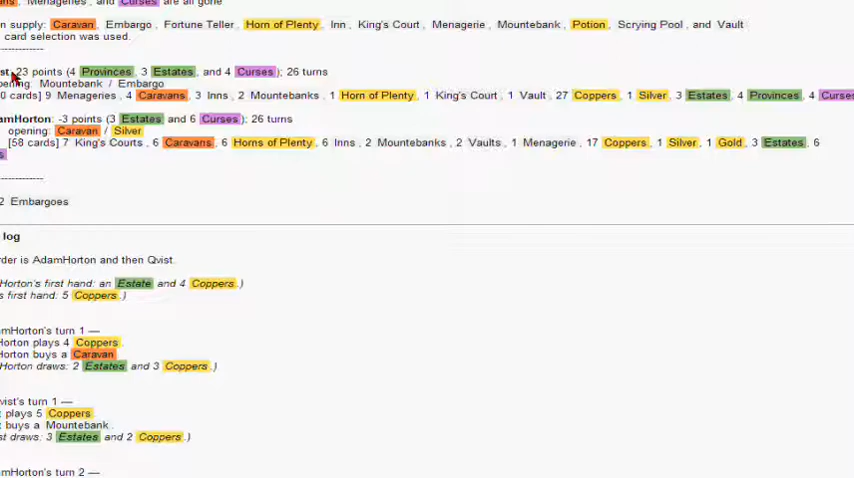 ans, Menageries, and Curses are all gone
n supply: Caravan, Embargo, Fortune Teller, Horn of Plenty, Inn, King's Court, Menagerie, Mountebank, Potion, Scrying Pool, and Vault
card selection was used.
-------------
st: 23 points (4 Provinces, 3 Estates, and 4 Curses); 26 turns
pening: Mountebank / Embargo
0 cards] 9 Menageries, 4 Caravans, 3 Inns, 2 Mountebanks, 1 Horn of Plenty, 1 King's Court, 1 Vault, 27 Coppers, 1 Silver, 3 Estates, 4 Provinces, 4 Curses
amHorton: -3 points (3 Estates and 6 Curses); 26 turns
opening: Caravan / Silver
[58 cards] 7 King's Courts, 6 Caravans, 6 Horns of Plenty, 6 Inns, 2 Mountebanks, 2 Vaults, 1 Menagerie, 17 Coppers, 1 Silver, 1 Gold, 3 Estates, 6
s
-------------
2 Embargoes
log
rder is AdamHorton and then Qvist.
Horton's first hand: an Estate and 4 Coppers.)
s first hand: 5 Coppers.)
mHorton's turn 1 —
Horton plays 4 Coppers.
Horton buys a Caravan
Horton draws: 2 Estates and 3 Coppers.)
vist's turn 1 —
t plays 5 Coppers
t buys a Mountebank.
st draws: 3 Estates and 2 Coppers.)
amHorton's turn 2 —